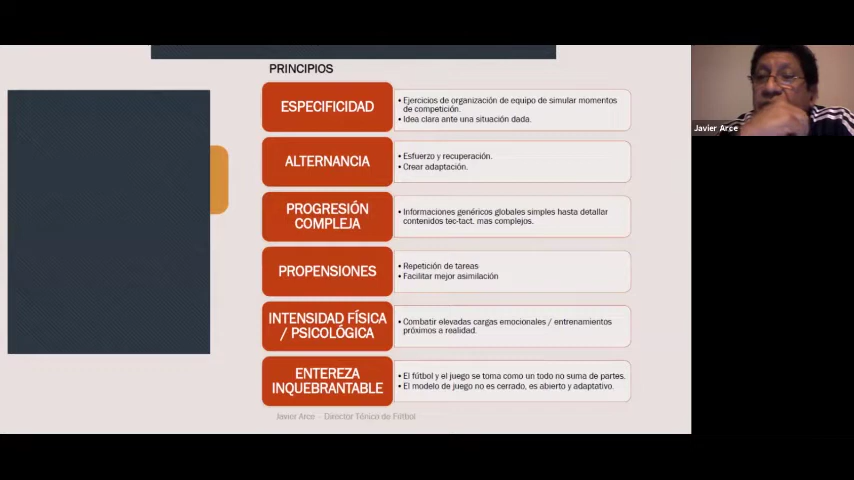 PRINCIPIOS
ESPECIFICIDAD
• Ejercicios de organización de equipo de simular momentos
de competición.
• Idea clara ante una situación dada.
ALTERNANCIA
• Esfuerzo y recuperación.
• Crear adaptación.
PROGRESIÓN
COMPLEJA
• Informaciones genéricos globales simples hasta detallar
contenidos tec-tact. mas complejos.
PROPENSIONES
• Repetición de tareas
• Facilitar mejor asimilación
INTENSIDAD FÍSICA
/ PSICOLÓGICA
• Combatir elevadas cargas emocionales / entrenamientos
próximos a realidad.
ENTEREZA
INQUEBRANTABLE
• El fútbol y el juego se toma como un todo no suma de partes.
• El modelo de juego no es cerrado, es abierto y adaptativo.
Javier Arce – Director Ténico de Fútbol
Javier Arce